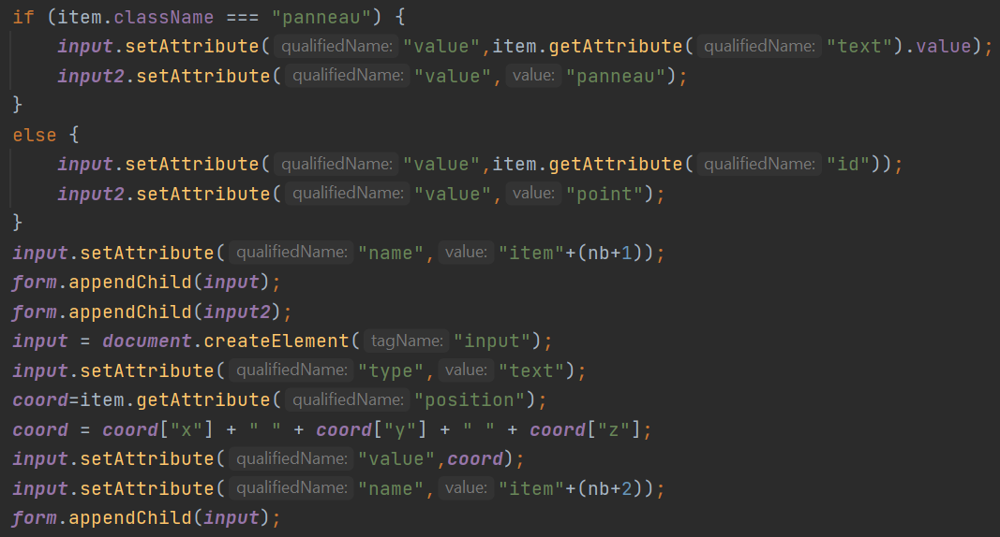 if (item.className === "panneau") {
    input.setAttribute( qualifiedName: "value",item.getAttribute( qualifiedName: "text").value);
    input2.setAttribute( qualifiedName: "value", value: "panneau");
}
else {
    input.setAttribute( qualifiedName: "value",item.getAttribute( qualifiedName: "id"));
    input2.setAttribute( qualifiedName: "value", value: "point");
}
input.setAttribute( qualifiedName: "name", value: "item"+(nb+1));
form.appendChild(input);
form.appendChild(input2);
input = document.createElement( tagName: "input");
input.setAttribute( qualifiedName: "type", value: "text");
coord=item.getAttribute( qualifiedName: "position");
coord = coord["x"] + " " + coord["y"] + " " + coord["z"];
input.setAttribute( qualifiedName: "value",coord);
input.setAttribute( qualifiedName: "name", value: "item"+(nb+2));
form.appendChild(input);